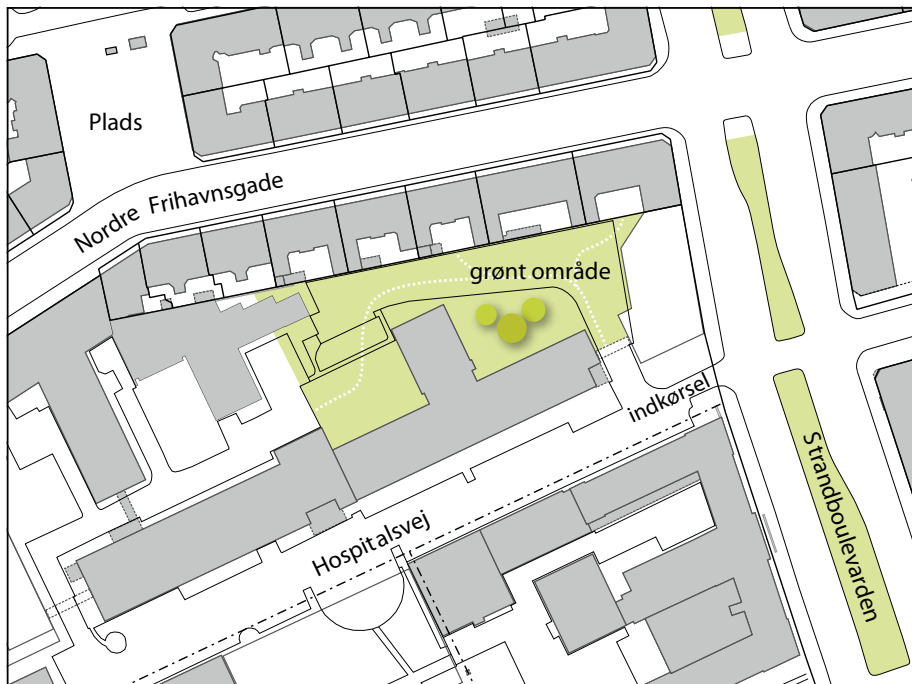 Plads
Nordre Frihavnsgade
grønt område
indkørsel
Hospitalsvej
Strandboulevarden